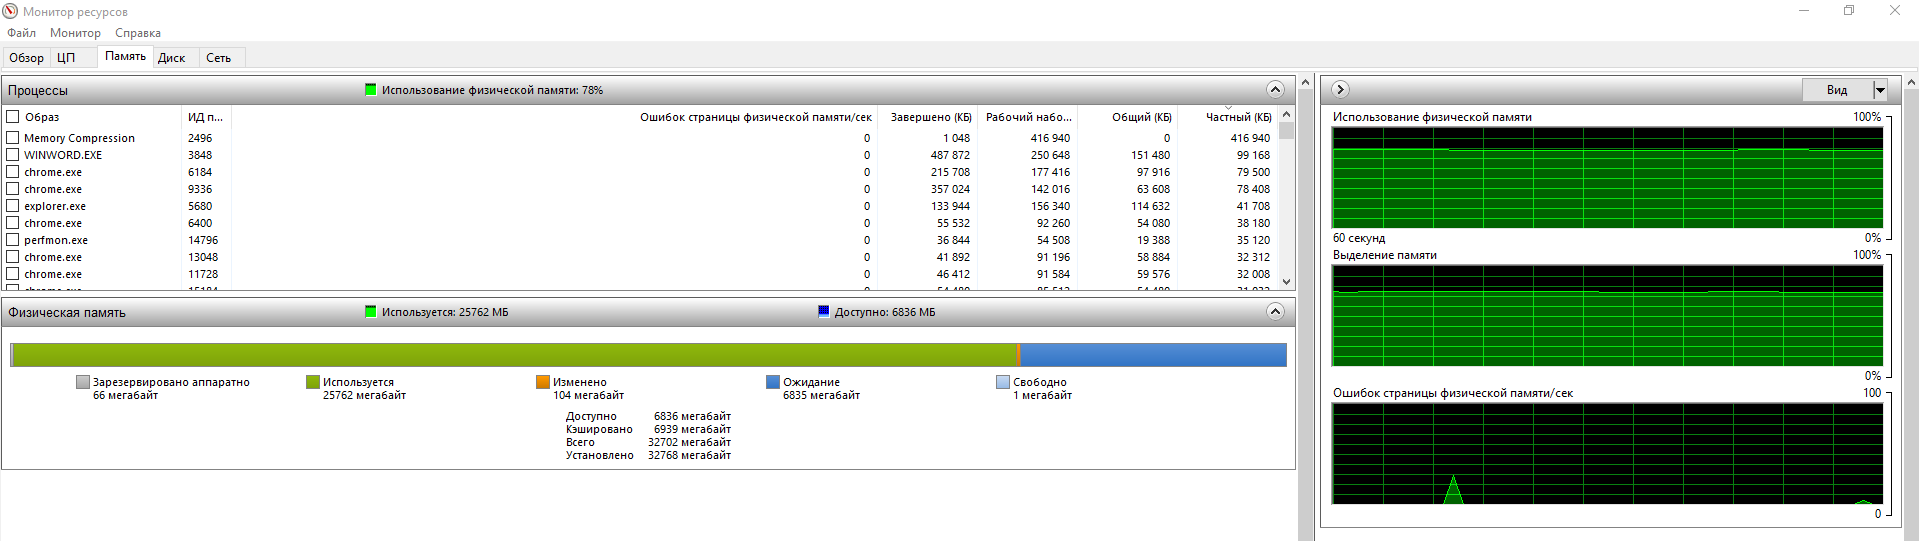 Монитор ресурсов
Файл Монитор Справка
Обзор ЦП Память Диск Сеть
Процессы Использование физической памяти: 78%
Образ ИД п... Ошибок страницы физической памяти/сек Завершено (КБ) Рабочий набо... Общий (КБ) Частный (КБ)
Memory Compression 2496 0 1 048 416 940 0 416 940
WINWORD.EXE 3848 0 487 872 250 648 151 480 99 168
chrome.exe 6184 0 215 708 177 416 97 916 79 500
chrome.exe 9336 0 357 024 142 016 63 608 78 408
explorer.exe 5680 0 133 944 156 340 114 632 41 708
chrome.exe 6400 0 55 532 92 260 54 080 38 180
perfmon.exe 14796 0 36 844 54 508 19 388 35 120
chrome.exe 13048 0 41 892 91 196 58 884 32 312
chrome.exe 11728 0 46 412 91 584 59 576 32 008
Физическая память Используется: 25762 МБ Доступно: 6836 МБ
Зарезервировано аппаратно
66 мегабайт
Используется
25762 мегабайт
Изменено
104 мегабайт
Ожидание
6835 мегабайт
Свободно
1 мегабайт
Доступно 6836 мегабайт
Кэшировано 6939 мегабайт
Всего 32702 мегабайт
Установлено 32768 мегабайт
Вид
Использование физической памяти 100%
60 секунд 0%
Выделение памяти 100%
0%
Ошибок страницы физической памяти/сек 100
0